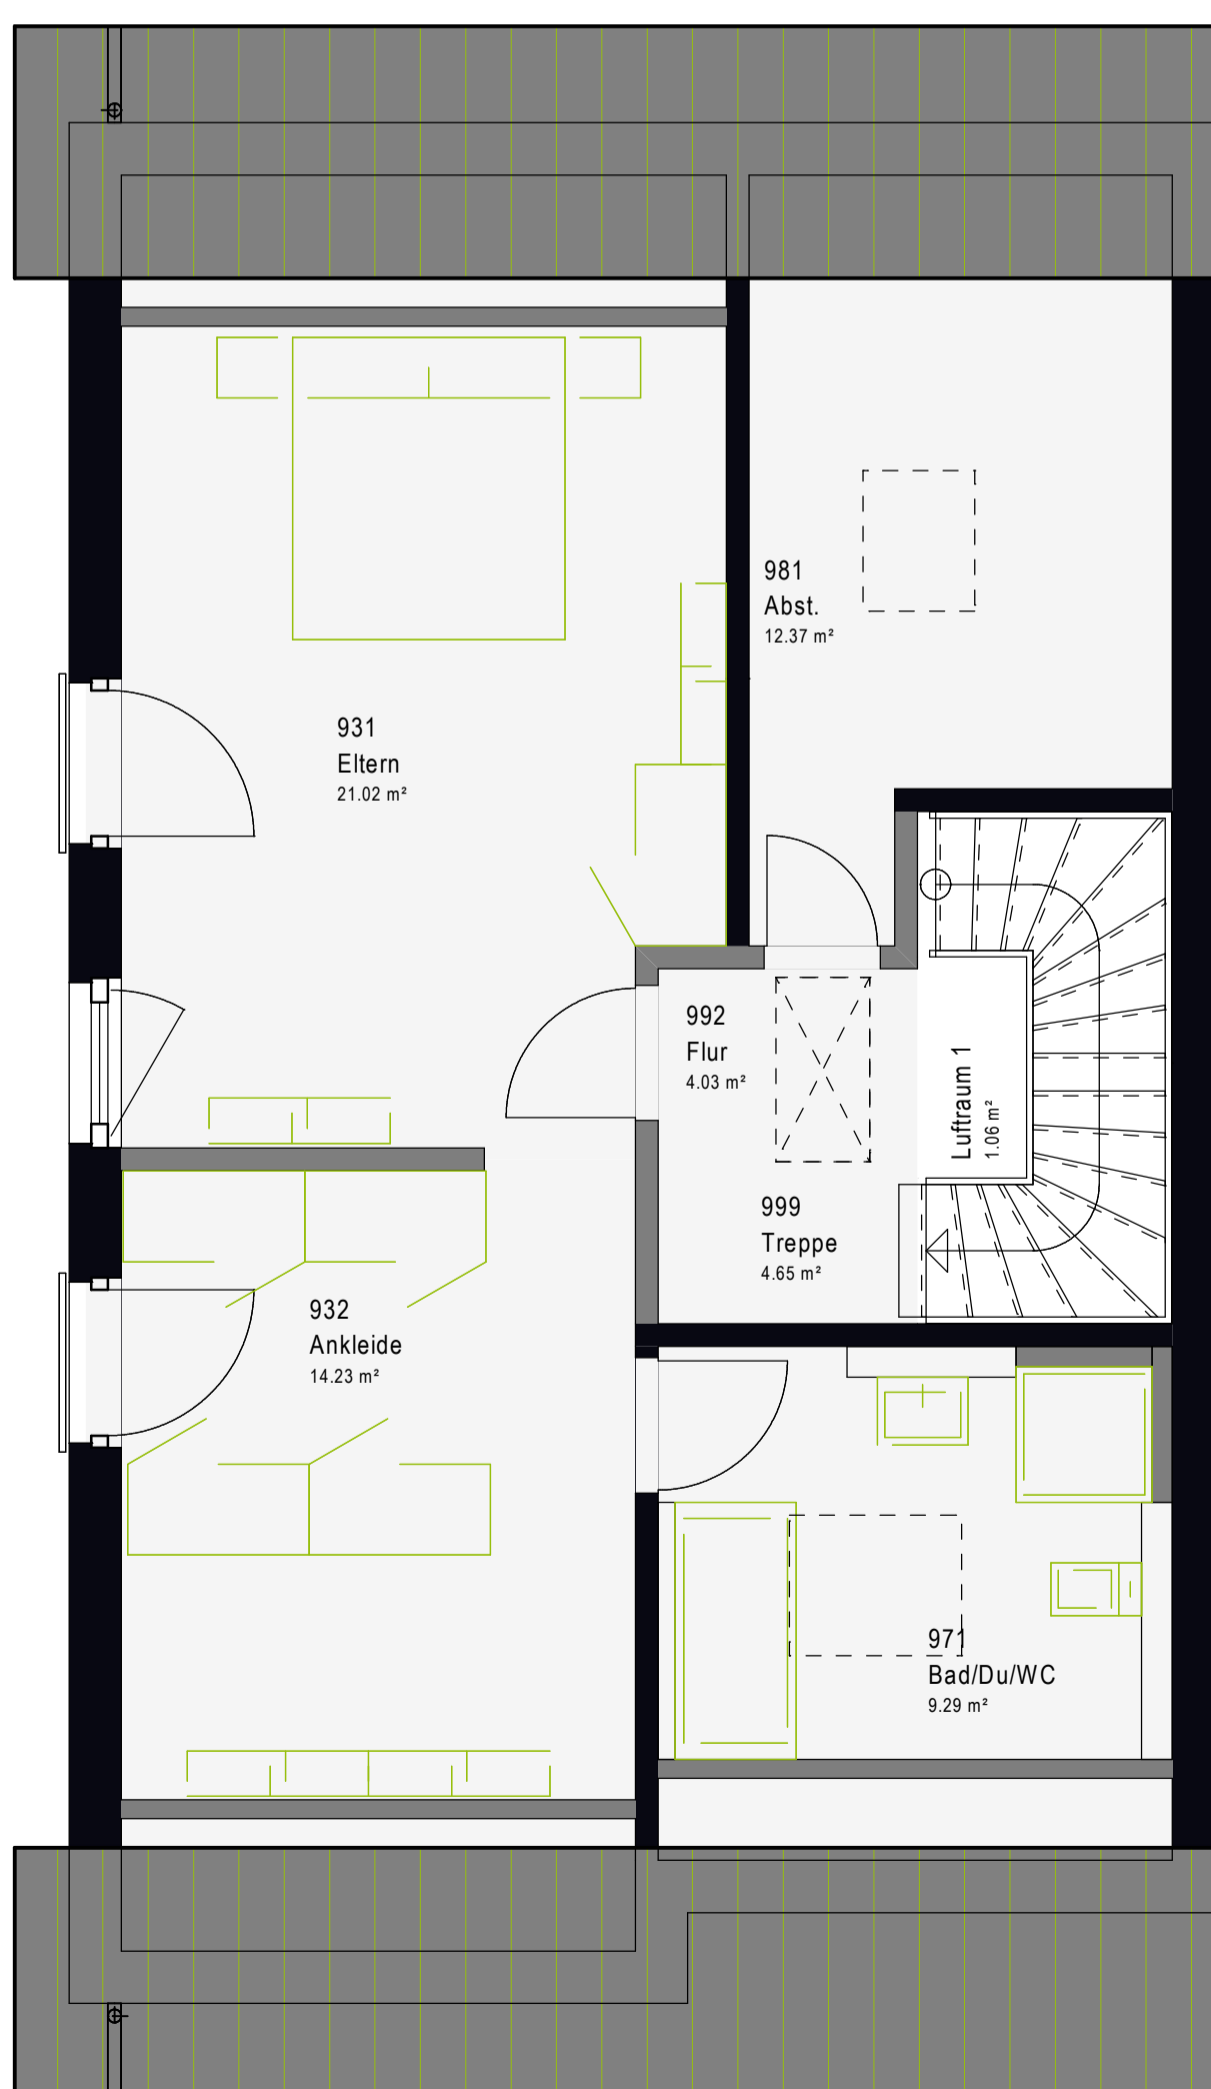 981
Abst.
12.37 m²
931
Eltern
21.02 m²
992
Flur
4.03 m²
Luftraum 1
1.06 m²
999
Treppe
4.65 m²
932
Ankleide
14.23 m²
971
Bad/Du/WC
9.29 m²